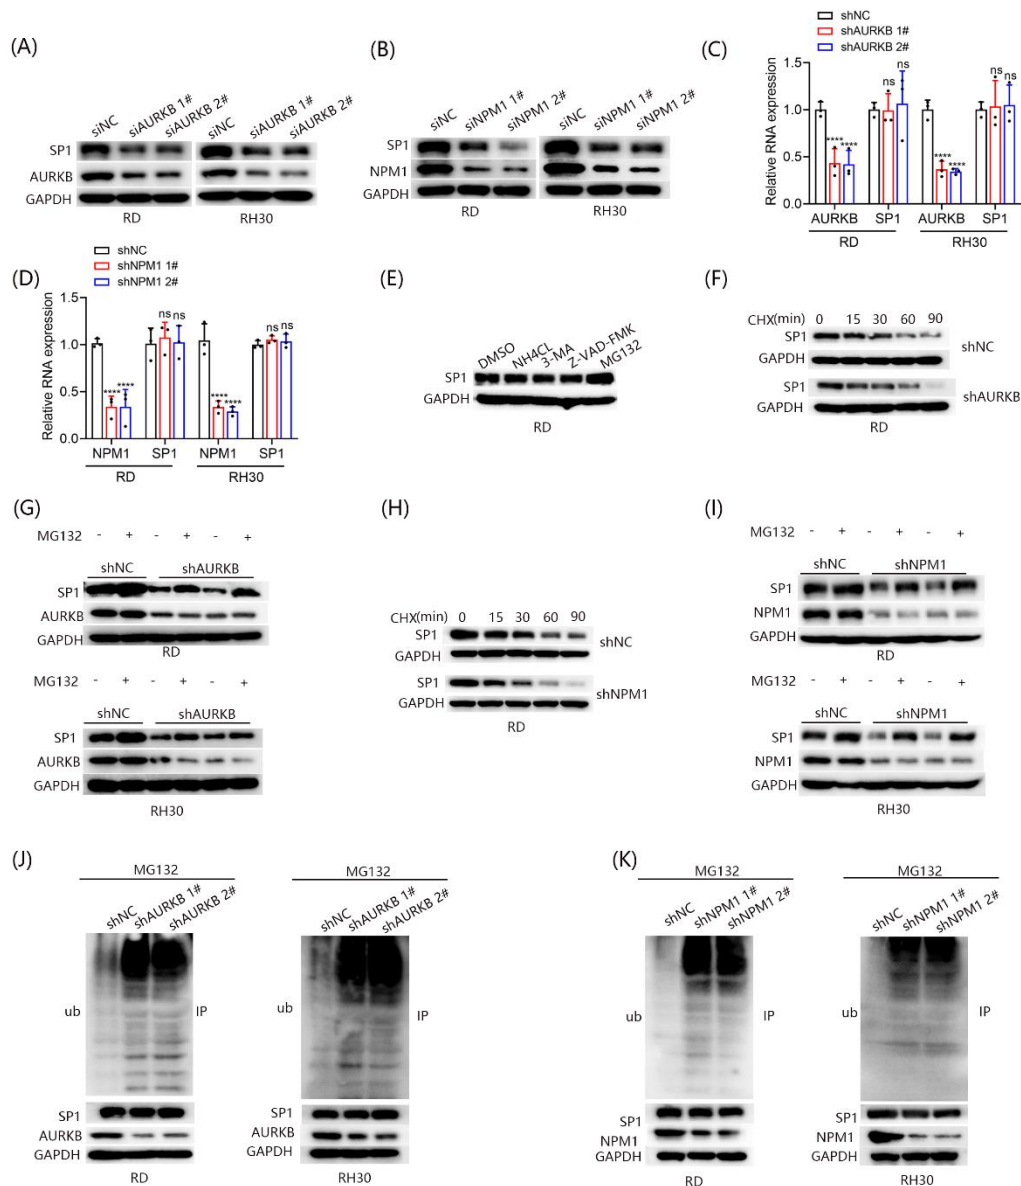 (A)
siNC
siAURKB 1#
siAURKB 2#
siNC
siAURKB 1#
siAURKB 2#
SP1
AURKB
GAPDH
RD
RH30
(B)
siNC
siNPM1 1#
siNPM1 2#
siNC
siNPM1 1#
siNPM1 2#
SP1
NPM1
GAPDH
RD
RH30
(C)
shNC
shAURKB 1#
shAURKB 2#
Relative RNA expression
1.5
1.0
0.5
0.0
**** ****
ns ns
**** ****
ns ns
AURKB SP1 AURKB SP1
RD RH30
(D)
shNC
shNPM1 1#
shNPM1 2#
Relative RNA expression
1.5
1.0
0.5
0.0
**** ****
ns ns
**** ****
ns ns
NPM1 SP1 NPM1 SP1
RD RH30
(E)
DMSO
NH4CL
3-MA
Z-VAD-FMK
MG132
SP1
GAPDH
RD
(F)
CHX(min) 0 15 30 60 90
SP1
GAPDH
shNC
SP1
GAPDH
shAURKB
RD
(G)
MG132 - + - + - +
shNC shAURKB
SP1
AURKB
GAPDH
RD
MG132 - + - + - +
shNC shAURKB
SP1
AURKB
GAPDH
RH30
(H)
CHX(min) 0 15 30 60 90
SP1
GAPDH
shNC
SP1
GAPDH
shNPM1
RD
(I)
MG132 - + - + - +
shNC shNPM1
SP1
NPM1
GAPDH
RD
MG132 - + - + - +
shNC shNPM1
SP1
NPM1
GAPDH
RH30
(J)
MG132
shNC
shAURKB 1#
shAURKB 2#
ub
IP
SP1
AURKB
GAPDH
RD
MG132
shNC
shAURKB 1#
shAURKB 2#
SP1
AURKB
GAPDH
RH30
IP
(K)
MG132
shNC
shNPM1 1#
shNPM1 2#
ub
IP
SP1
NPM1
GAPDH
RD
MG132
shNC
shNPM1 1#
shNPM1 2#
ub
IP
SP1
NPM1
GAPDH
RH30